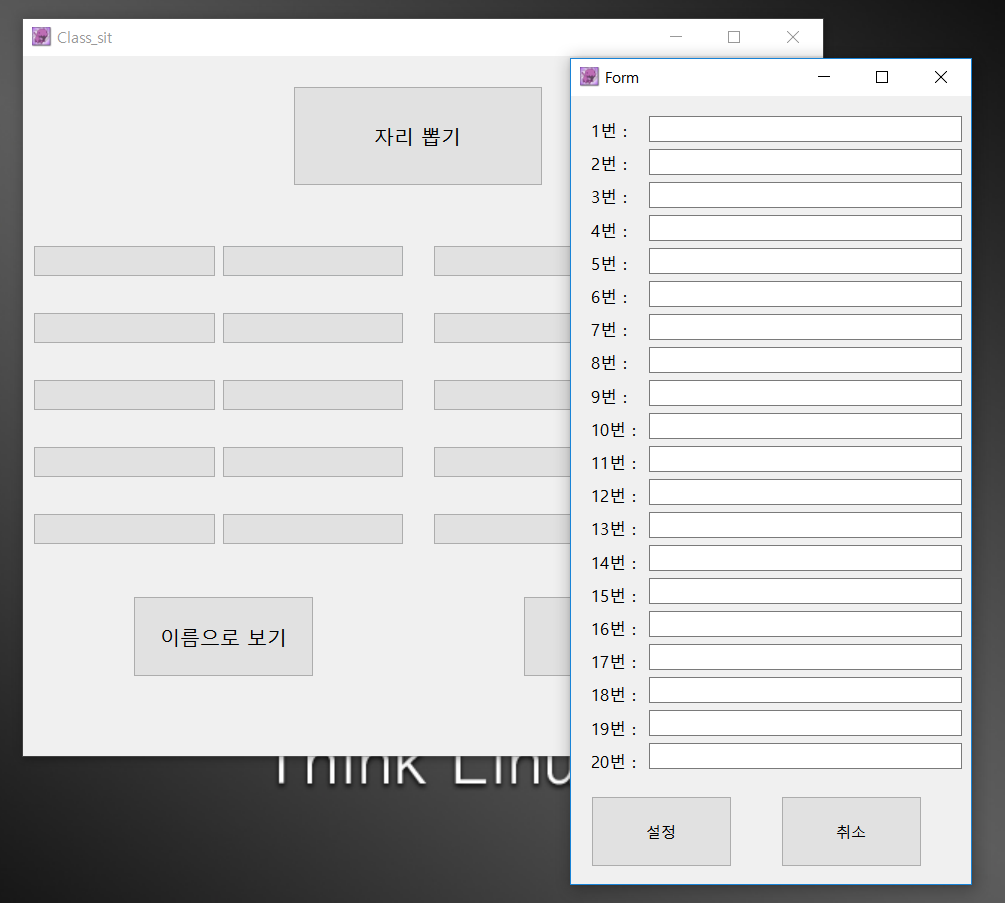 Class_sit
자리 뽑기
이름으로 보기
Form
1번 :
2번 :
3번 :
4번 :
5번 :
6번 :
7번 :
8번 :
9번 :
10번 :
11번 :
12번 :
13번 :
14번 :
15번 :
16번 :
17번 :
18번 :
19번 :
20번 :
설정
취소
Think